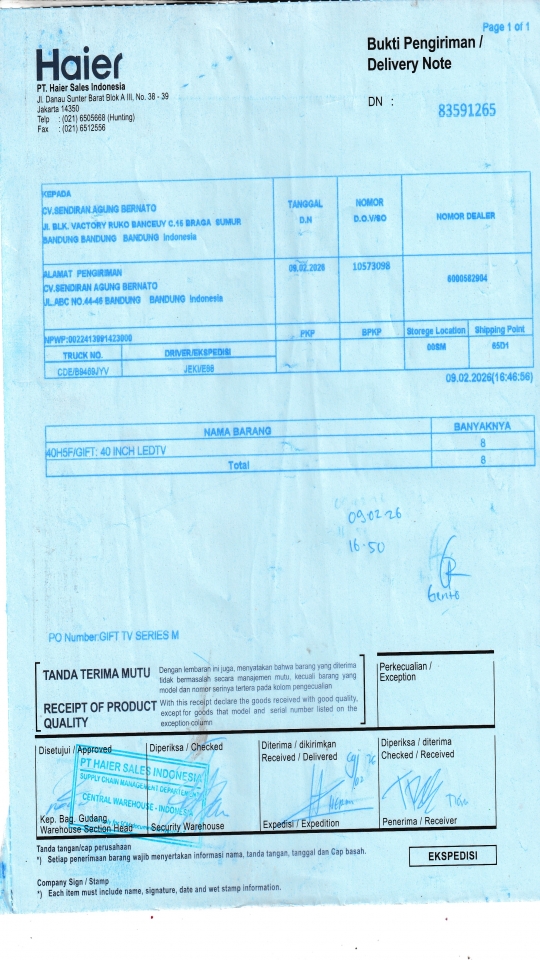 Page 1 of 1
Haier
Bukti Pengiriman /
Delivery Note
PT. Haier Sales Indonesia
Jl. Danau Sunter Barat Blok A III, No. 38 - 39
Jakarta 14350
Telp : (021) 6505668 (Hunting)
Fax : (021) 6512556
DN : 83591265
KEPADA
CV.SENDIRAN AGUNG BERNATO
Jl. BLK. VACTORY RUKO BANCEUY C.16 BRAGA SUMUR
BANDUNG BANDUNG BANDUNG Indonesia
TANGGAL
D.N
NOMOR
D.O.V/SO
NOMOR DEALER
ALAMAT PENGIRIMAN
CV.SENDIRAN AGUNG BERNATO
JL.ABC NO.44-46 BANDUNG BANDUNG Indonesia
09.02.2026
10573098
6000582904
NPWP:0022413991423000
PKP
BPKP
Storege Location
Shipping Point
TRUCK NO.
DRIVER/EKSPEDISI
00SM
65D1
CDE/B9489JYV
JEKI/E88
09.02.2026(16:46:56)
NAMA BARANG
BANYAKNYA
40H5F/GIFT: 40 INCH LEDTV
8
Total
8
09.02.26
16.50
Gento
PO Number:GIFT TV SERIES M
TANDA TERIMA MUTU
Dengan lembaran ini juga, menyatakan bahwa barang yang diterima
tidak bermasalah secara manajemen mutu, kecuali barang yang
model dan nomor serinya tertera pada kolom pengecualian
RECEIPT OF PRODUCT
QUALITY
With this receipt declare the goods received with good quality,
except for goods that model and serial number listed on the
exception column
Perkecualian /
Exception
Disetujui / Approved
Diperiksa / Checked
Diterima / dikirimkan
Received / Delivered
Diperiksa / diterima
Checked / Received
PT HAIER SALES INDONESIA
SUPPLY CHAIN MANAGEMENT DEPARTEMENT
CENTRAL WAREHOUSE - INDONESIA
Kep. Bag. Gudang
Warehouse Section Head
Security Warehouse
Expedisi / Expedition
Penerima / Receiver
Tanda tangan/cap perusahaan
*) Setiap penerimaan barang wajib menyertakan informasi nama, tanda tangan, tanggal dan Cap basah.
EKSPEDISI
Company Sign / Stamp
*) Each item must include name, signature, date and wet stamp information.